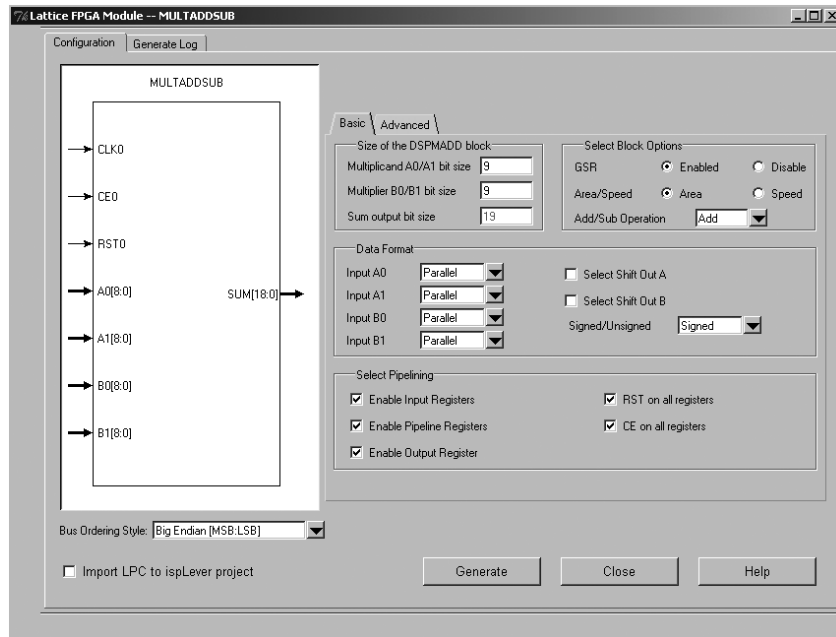 Lattice FPGA Module -- MULTADDSUB
Configuration
Generate Log
MULTADDSUB
CLK0
CE0
RST0
A0[8:0]
SUM[18:0]
A1[8:0]
B0[8:0]
B1[8:0]
Bus Ordering Style: Big Endian [MSB:LSB]
Basic
Advanced
Size of the DSPMADD block
Multiplicand A0/A1 bit size 9
Multiplier B0/B1 bit size 9
Sum output bit size 19
Select Block Options
GSR Enabled Disable
Area/Speed Area Speed
Add/Sub Operation Add
Data Format
Input A0 Parallel
Input A1 Parallel
Input B0 Parallel
Input B1 Parallel
Select Shift Out A
Select Shift Out B
Signed/Unsigned Signed
Select Pipelining
Enable Input Registers
Enable Pipeline Registers
Enable Output Register
RST on all registers
CE on all registers
Import LPC to ispLever project
Generate
Close
Help